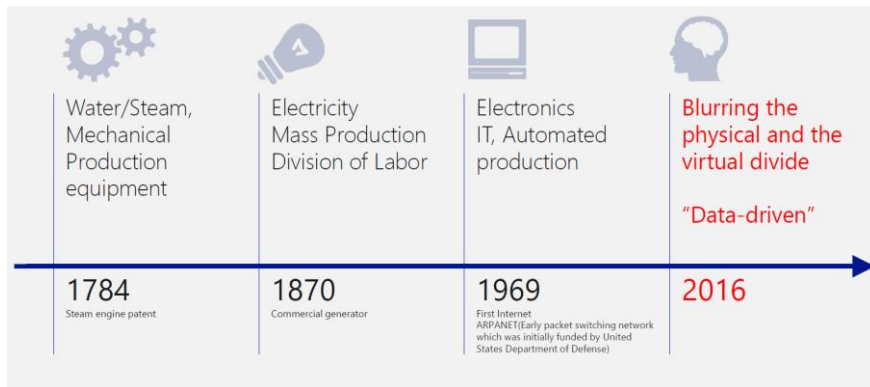 Water/Steam,
Mechanical
Production
equipment
Electricity
Mass Production
Division of Labor
Electronics
IT, Automated
production
Blurring the
physical and the
virtual divide
“Data-driven”
1784
Steam engine patent
1870
Commercial generator
1969
First Internet
ARPANET(Early packet switching network
which was initially funded by United
States Department of Defense)
2016